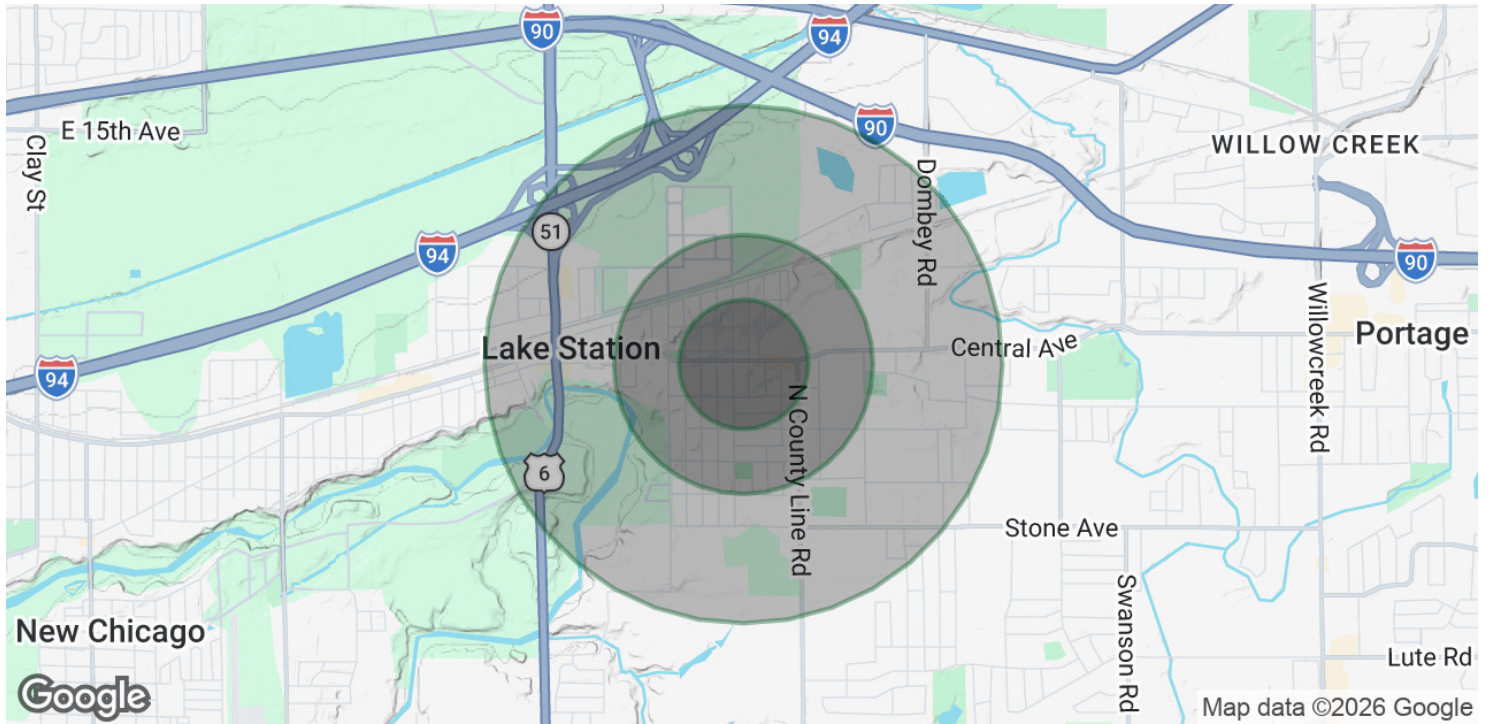 90
94
E 15th Ave
90
WILLOW CREEK
Clay St
Dombey Rd
51
94
90
Willowcreek Rd
Portage
Lake Station
Central Ave
94
N County Line Rd
6
Stone Ave
Swanson Rd
New Chicago
Lute Rd
Google
Map data ©2026 Google